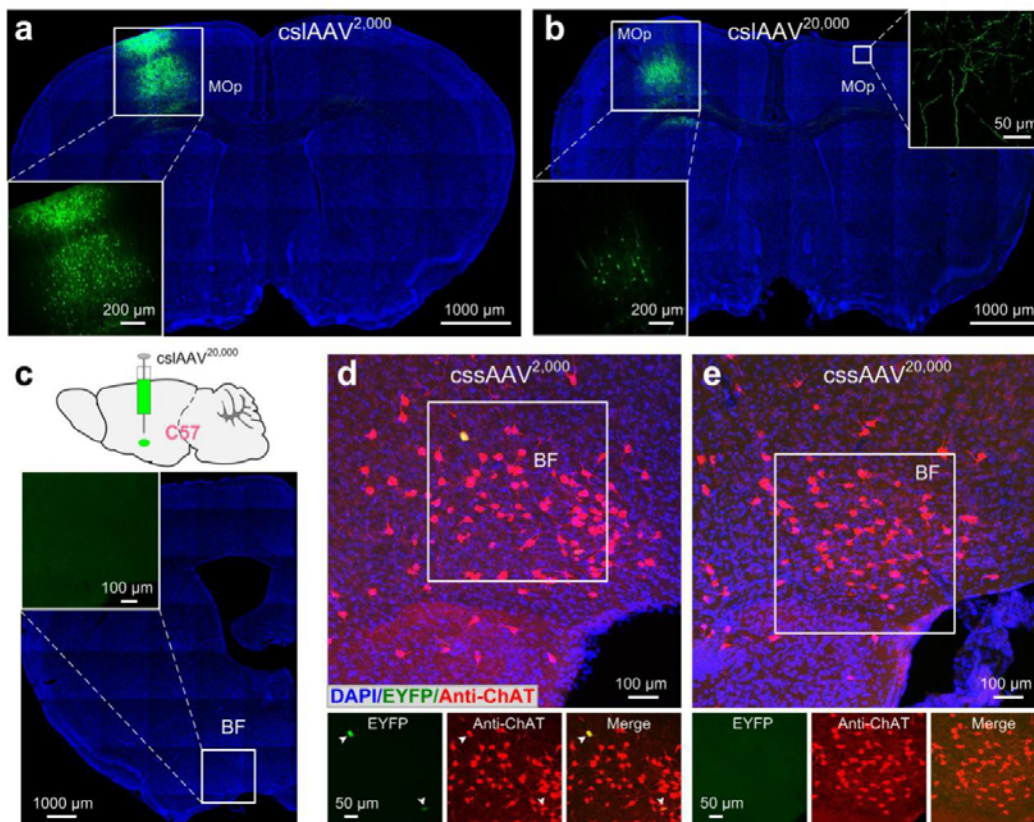 a
cslAAV2,000
MOp
200 µm
1000 µm
b
cslAAV20,000
MOp
MOp
50 µm
200 µm
1000 µm
c
cslAAV20,000
C57
100 µm
BF
1000 µm
d
cssAAV2,000
BF
DAPI/EYFP/Anti-ChAT
100 µm
EYFP
Anti-ChAT
Merge
50 µm
e
cssAAV20,000
BF
100 µm
EYFP
Anti-ChAT
Merge
50 µm